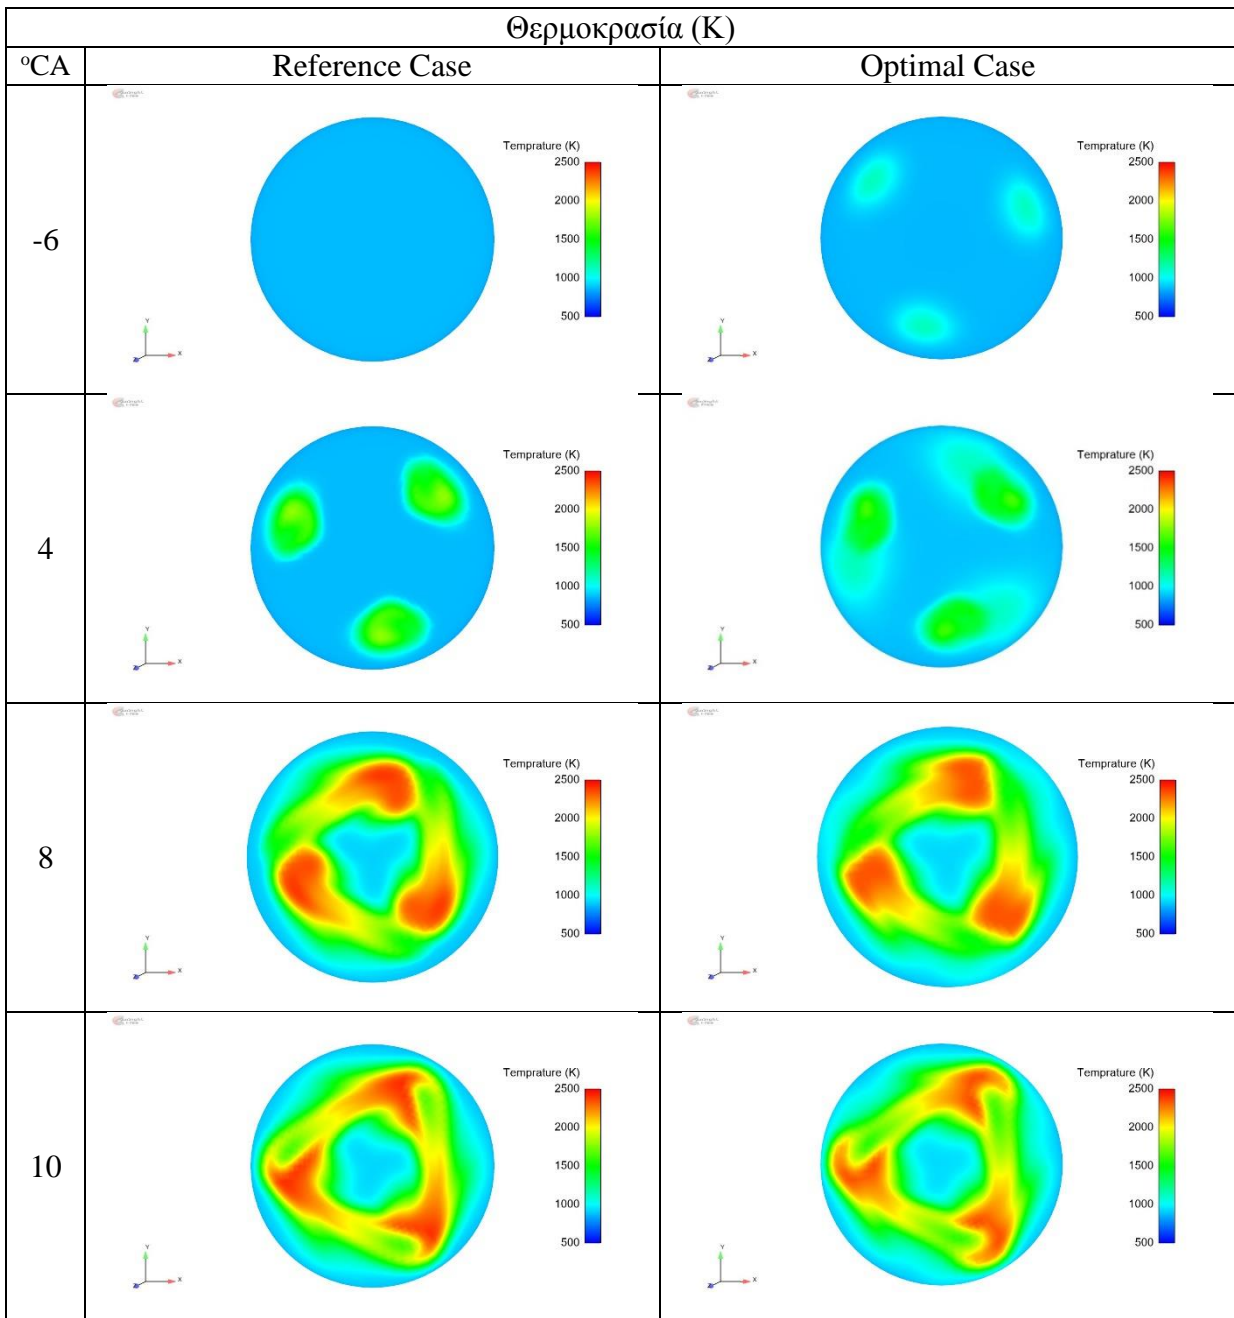 Θερμοκρασία (K)
°CA Reference Case Optimal Case
-6
Temprature (K)
2500
2000
1500
1000
500
Y
X
Z
Temprature (K)
2500
2000
1500
1000
500
Y
X
Z
4
Temprature (K)
2500
2000
1500
1000
500
Y
X
Z
Temprature (K)
2500
2000
1500
1000
500
Y
X
Z
8
Temprature (K)
2500
2000
1500
1000
500
Y
X
Z
Temprature (K)
2500
2000
1500
1000
500
Y
X
Z
10
Temprature (K)
2500
2000
1500
1000
500
Y
X
Z
Temprature (K)
2500
2000
1500
1000
500
Y
X
Z